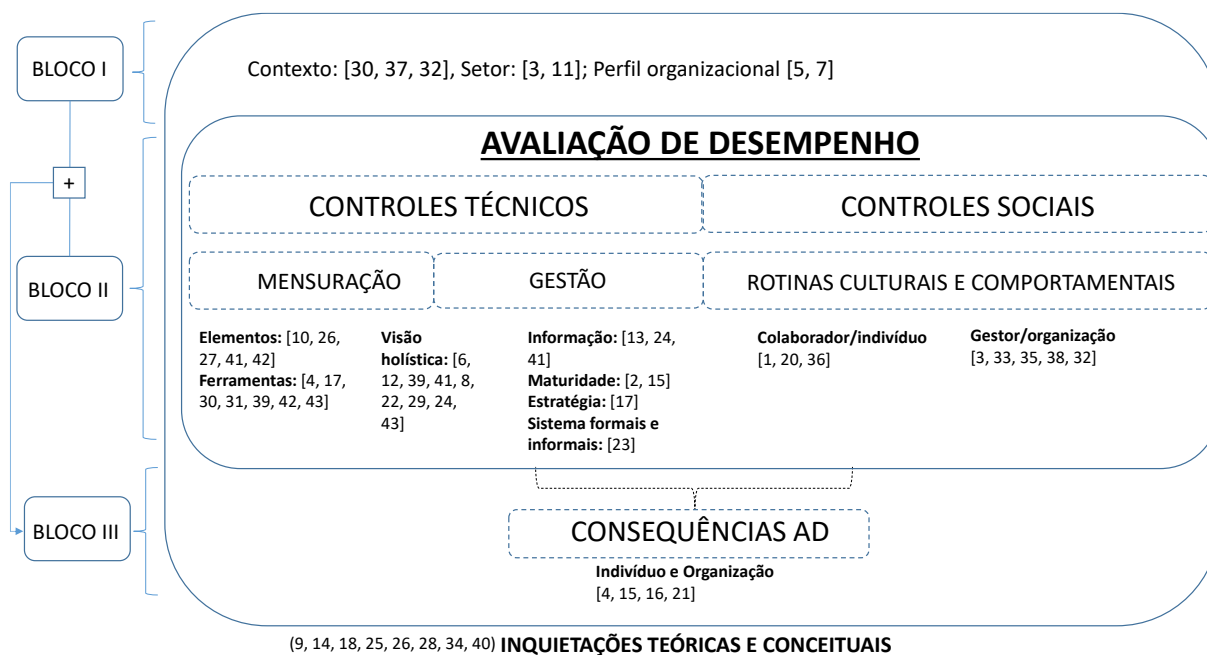 BLOCO I
Contexto: [30, 37, 32], Setor: [3, 11]; Perfil organizacional [5, 7]
AVALIAÇÃO DE DESEMPENHO
+
CONTROLES TÉCNICOS
CONTROLES SOCIAIS
BLOCO II
MENSURAÇÃO
GESTÃO
ROTINAS CULTURAIS E COMPORTAMENTAIS
Elementos: [10, 26,
27, 41, 42]
Ferramentas: [4, 17,
30, 31, 39, 42, 43]
Visão
holística: [6,
12, 39, 41, 8,
22, 29, 24,
43]
Informação: [13, 24,
41]
Maturidade: [2, 15]
Estratégia: [17]
Sistema formais e
informais: [23]
Colaborador/indivíduo
[1, 20, 36]
Gestor/organização
[3, 33, 35, 38, 32]
BLOCO III
CONSEQUÊNCIAS AD
Indivíduo e Organização
[4, 15, 16, 21]
(9, 14, 18, 25, 26, 28, 34, 40) INQUIETAÇÕES TEÓRICAS E CONCEITUAIS